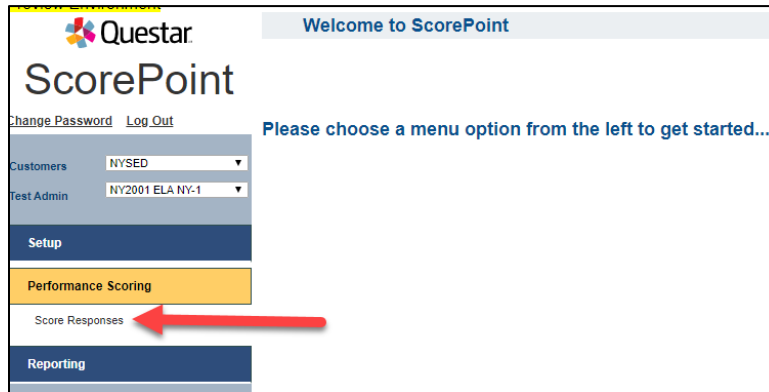 Questar
Welcome to ScorePoint
ScorePoint
Change Password Log Out
Please choose a menu option from the left to get started...
Customers NYSED
Test Admin NY2001 ELA NY-1
Setup
Performance Scoring
Score Responses
Reporting